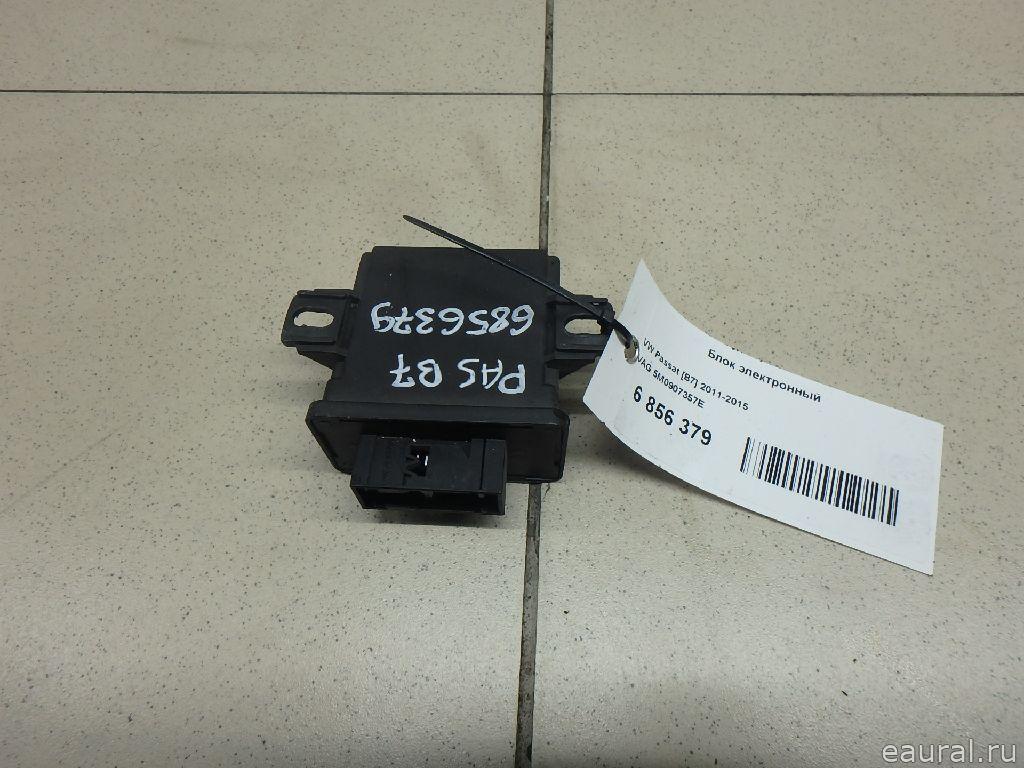 6856379
PAS B7
Блок электронный
VW Passat [B7] 2011-2015
VAG 5M0907357E
6 856 379
eaural.ru